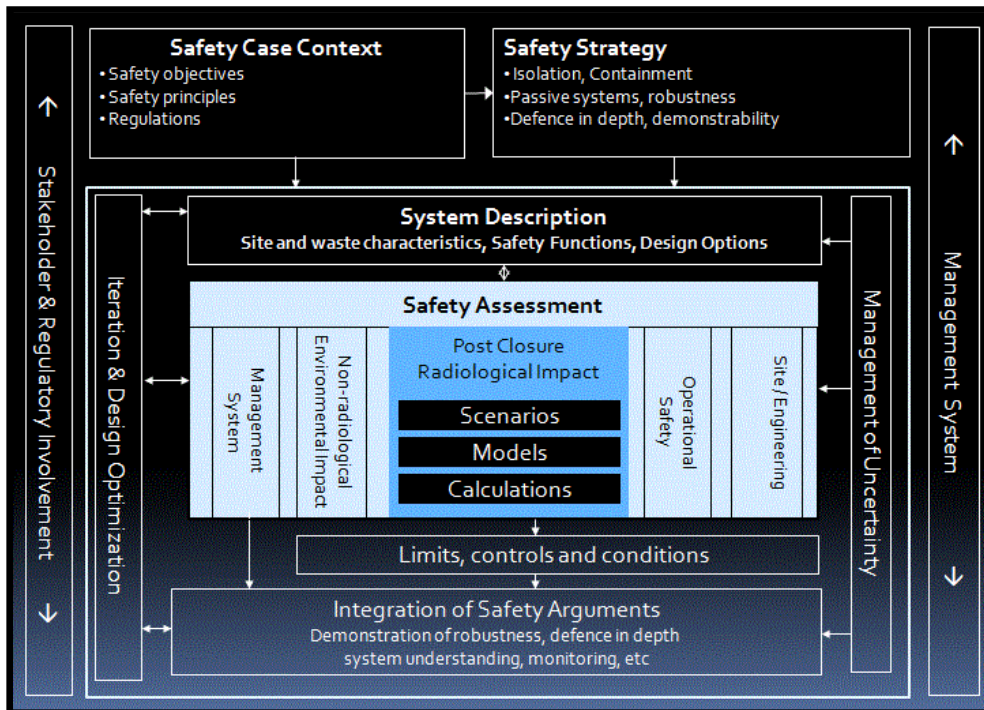 Safety Case Context
• Safety objectives
• Safety principles
• Regulations
Safety Strategy
• Isolation, Containment
• Passive systems, robustness
• Defence in depth, demonstrability
Stakeholder & Regulatory Involvement
Iteration & Design Optimization
System Description
Site and waste characteristics, Safety Functions, Design Options
Safety Assessment
Management
System
Non-radiological
Environmental Impact
Post Closure
Radiological Impact
Scenarios
Models
Calculations
Operational
Safety
Site / Engineering
Limits, controls and conditions
Integration of Safety Arguments
Demonstration of robustness, defence in depth
system understanding, monitoring, etc
Management of Uncertainty
Management System